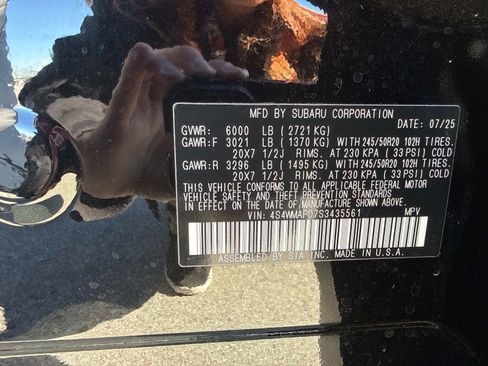 MFD BY SUBARU CORPORATION
DATE: 07/25
GVWR: 6000 LB (2721 KG)
GAWR:F 3021 LB (1370 KG) WITH 245/50R20 102H TIRES.
20X7 1/2J RIMS. AT 230 KPA (33 PSI) COLD
GAWR:R 3296 LB (1495 KG) WITH 245/50R20 102H TIRES.
20X7 1/2J RIMS. AT 230 KPA (33 PSI) COLD
THIS VEHICLE CONFORMS TO ALL APPLICABLE FEDERAL MOTOR
VEHICLE SAFETY AND THEFT PREVENTION STANDARDS
IN EFFECT ON THE DATE OF MANUFACTURE SHOWN ABOVE.
VIN: 4S4WMAPD7S3435561 MPV
ASSEMBLED BY SIA INC. MADE IN U.S.A.